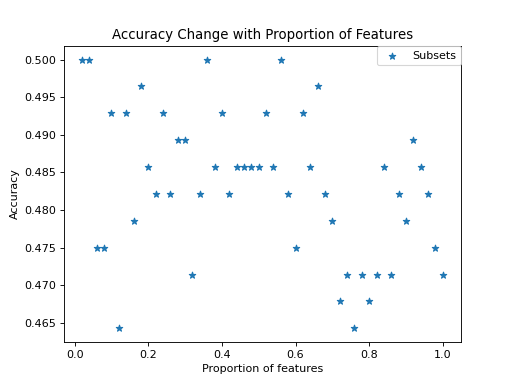 Accuracy Change with Proportion of Features
Subsets
0.500
0.495
0.490
0.485
0.480
0.475
0.470
0.465
Accuracy
0.0 0.2 0.4 0.6 0.8 1.0
Proportion of features